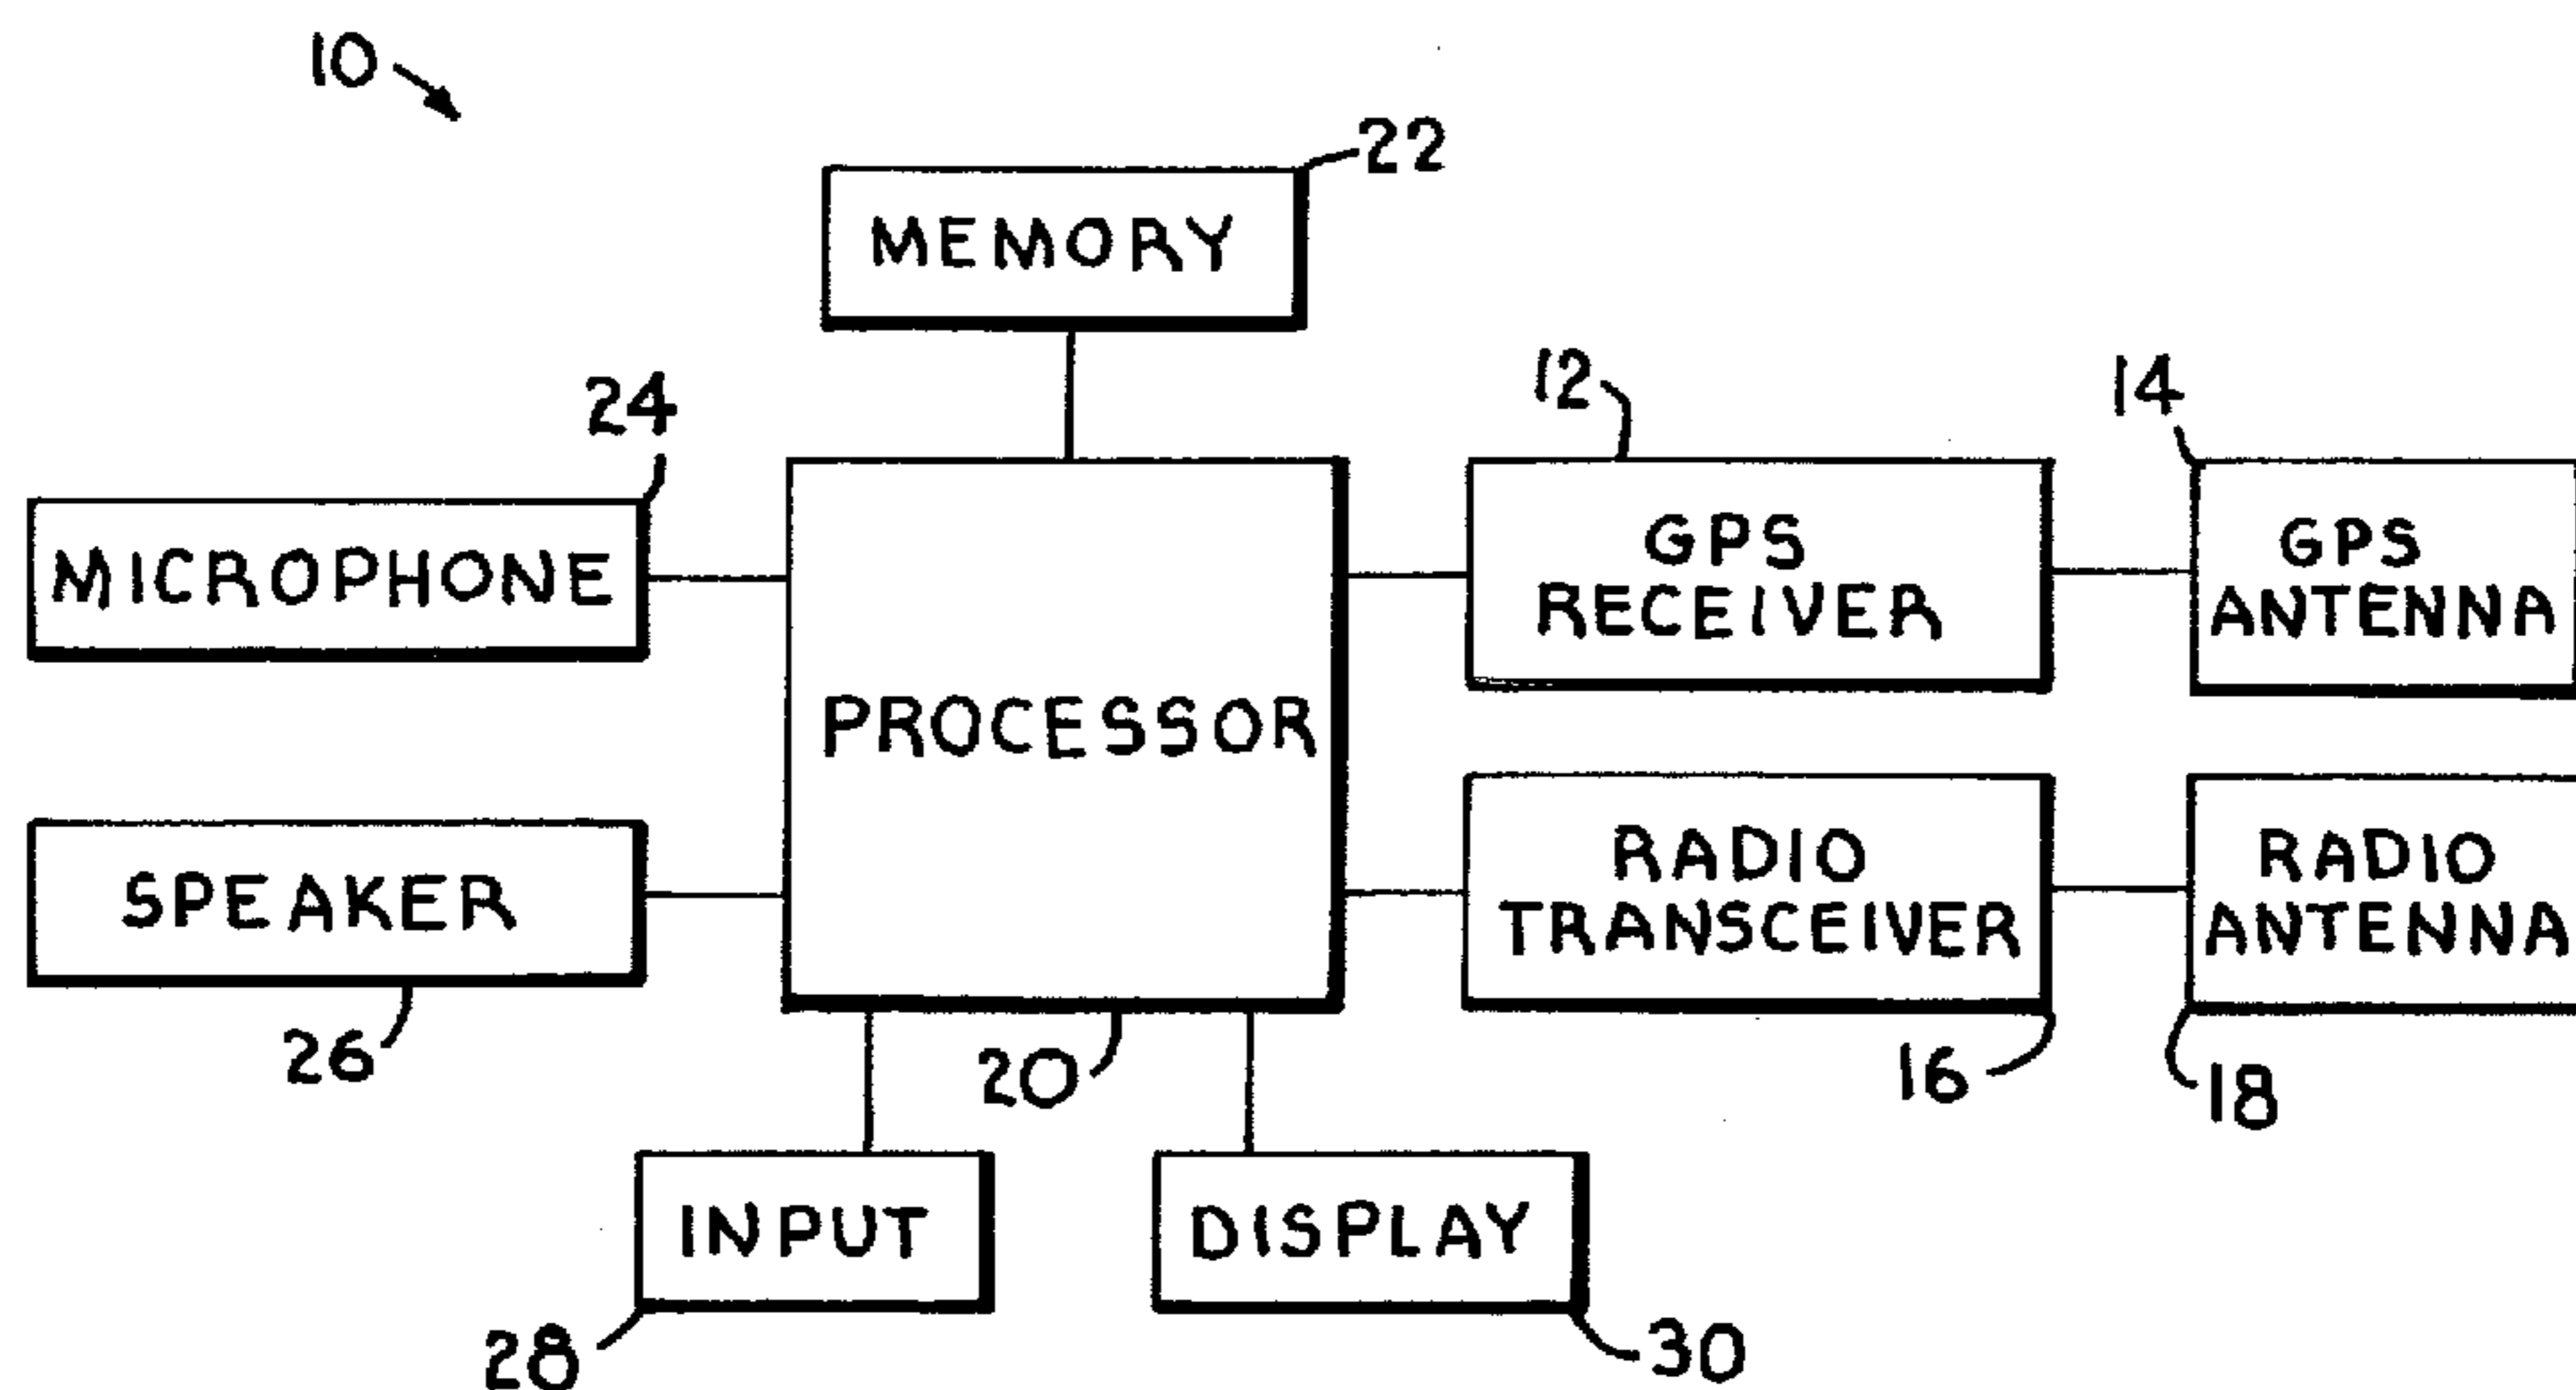 10
22
MEMORY
24
12
14
MICROPHONE
GPS
RECEIVER
GPS
ANTENNA
PROCESSOR
SPEAKER
RADIO
TRANSCEIVER
RADIO
ANTENNA
26
20
16
18
INPUT
DISPLAY
28
30